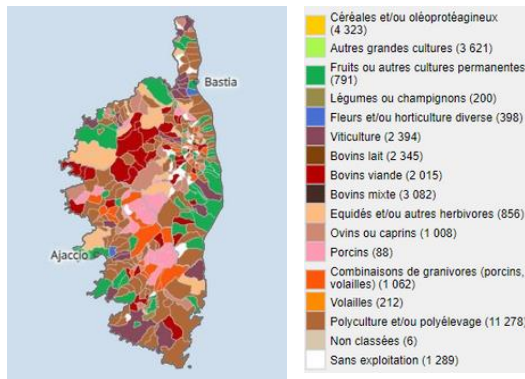 Bastia
Ajaccio
Céréales et/ou oléoprotéagineux
(4 323)
Autres grandes cultures (3 621)
Fruits ou autres cultures permanentes
(791)
Légumes ou champignons (200)
Fleurs et/ou horticulture diverse (398)
Viticulture (2 394)
Bovins lait (2 345)
Bovins viande (2 015)
Bovins mixte (3 082)
Equidés et/ou autres herbivores (856)
Ovins ou caprins (1 008)
Porcins (88)
Combinaisons de granivores (porcins,
volailles) (1 062)
Volailles (212)
Polyculture et/ou polyélevage (11 278)
Non classées (6)
Sans exploitation (1 289)